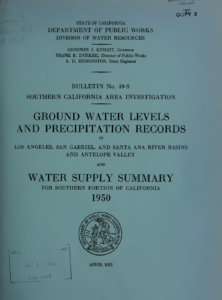 COPY 2
STATE OF CALIFORNIA
DEPARTMENT OF PUBLIC WORKS
DIVISION OF WATER RESOURCES
GOODWIN J. KNIGHT, Governor
FRANK B. DURKEE, Director of Public Works
A. D. EDMONSTON, State Engineer
BULLETIN No. 39-
SOUTHERN CALIFORNIA AREA INVESTIGATION
GROUND WATER LEVELS
AND PRECIPITATION RECORDS
IN
LOS ANGELES, SAN GABRIEL, AND SANTA ANA RIVER BASINS
AND ANTELOPE VALLEY
AND
WATER SUPPLY SUMMARY
FOR SOUTHERN PORTION OF CALIFORNIA
1950
APRIL